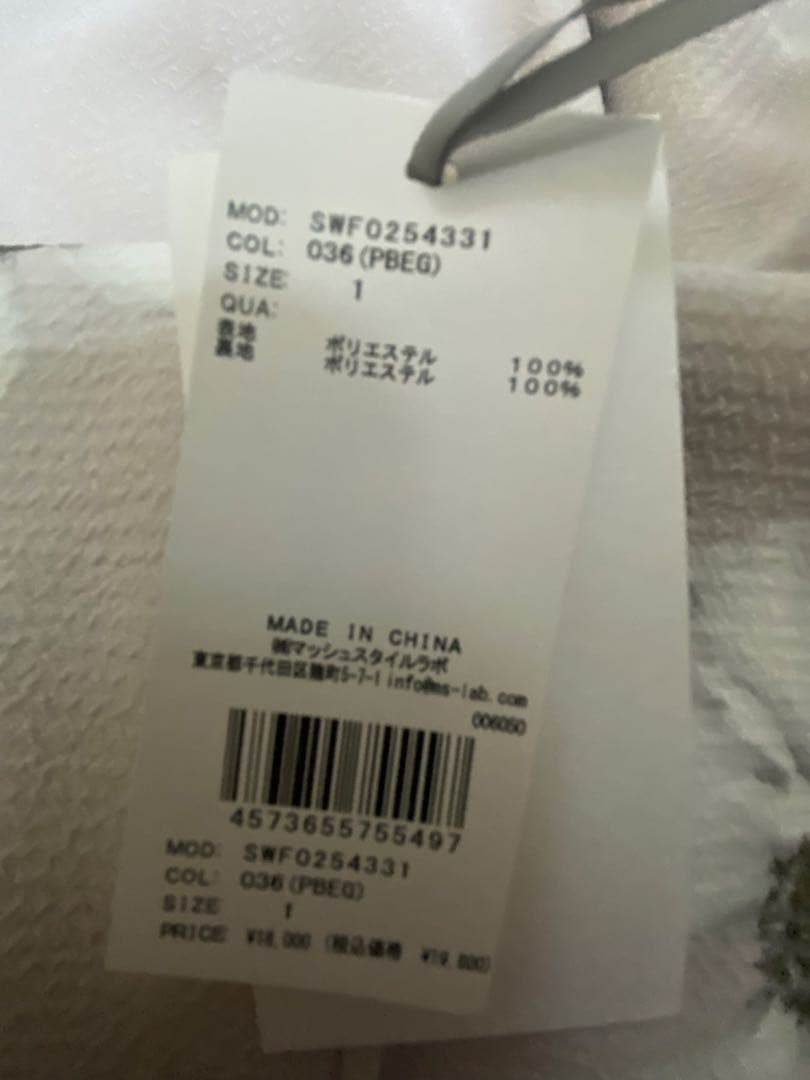 MOD: SWFO254331
COL: 036(PBEG)
SIZE: 1
QUA:
表地 ポリエステル 100%
裏地 ポリエステル 100%
MADE IN CHINA
㈱マッシュスタイルラボ
東京都千代田区麹町5-7-1 info@ms-lab.com
006050
4573655755497
MOD: SWFO254331
COL: 036(PBEG)
SIZE 1
PRICE ¥18,000 (税込価格 ¥19,800)